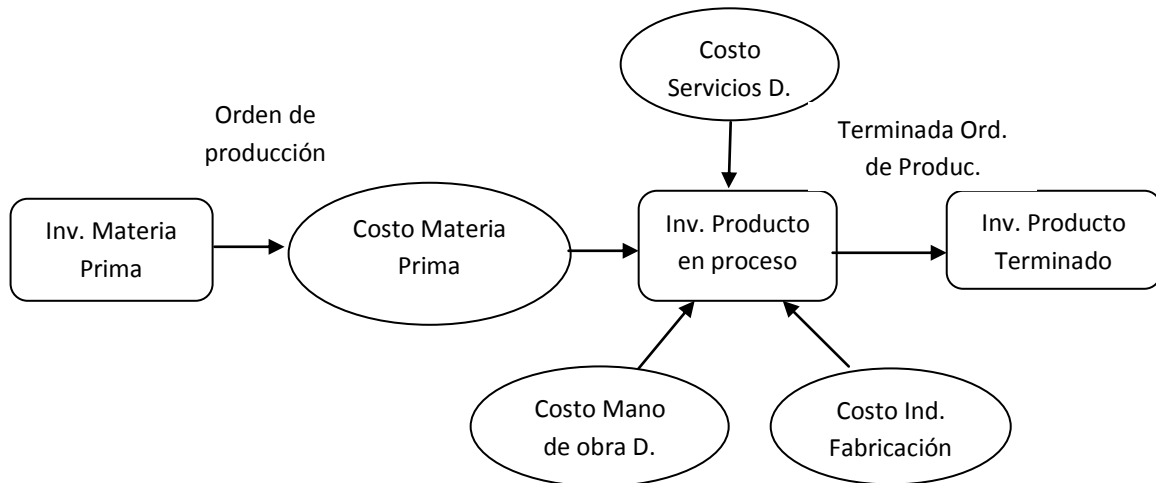 Costo
Servicios D.
Orden de
producción
Terminada Ord.
de Produc.
Inv. Materia
Prima
Costo Materia
Prima
Inv. Producto
en proceso
Inv. Producto
Terminado
Costo Mano
de obra D.
Costo Ind.
Fabricación